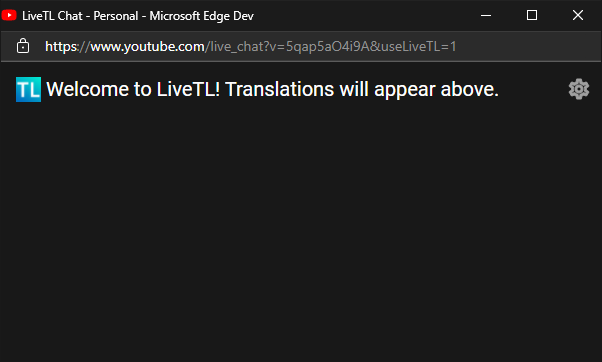 LiveTL Chat - Personal - Microsoft Edge Dev
https://www.youtube.com/live_chat?v=5qap5aO4i9A&useLiveTL=1
TL Welcome to LiveTL! Translations will appear above.